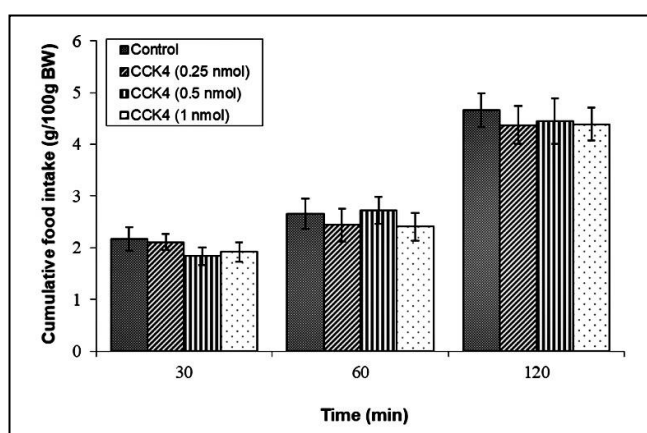 Control
CCK4 (0.25 nmol)
CCK4 (0.5 nmol)
CCK4 (1 nmol)
Cumulative food intake (g/100g BW)
6
5
4
3
2
1
0
30 60 120
Time (min)